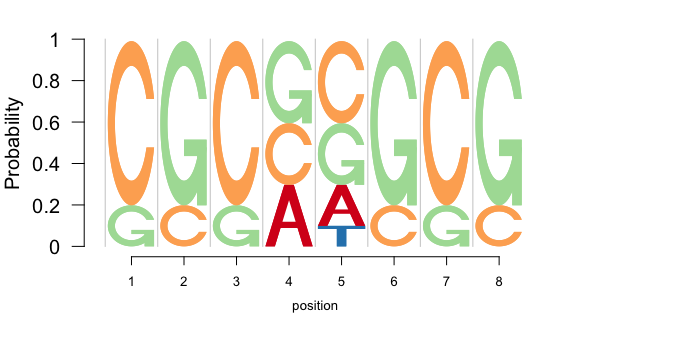 Probability
1
0.8
0.6
0.4
0.2
0
C G C G C G C G
G C G C G C G C
A A
T
1 2 3 4 5 6 7 8
position